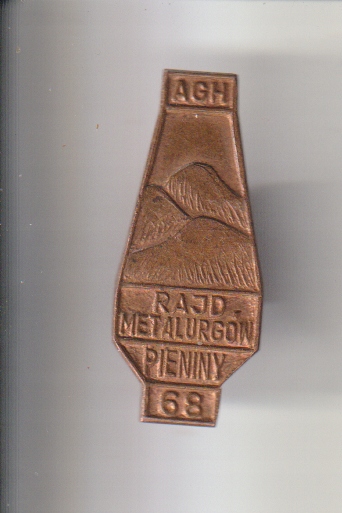 AGH
RAJD
METALURGÓW
PIENINY
68